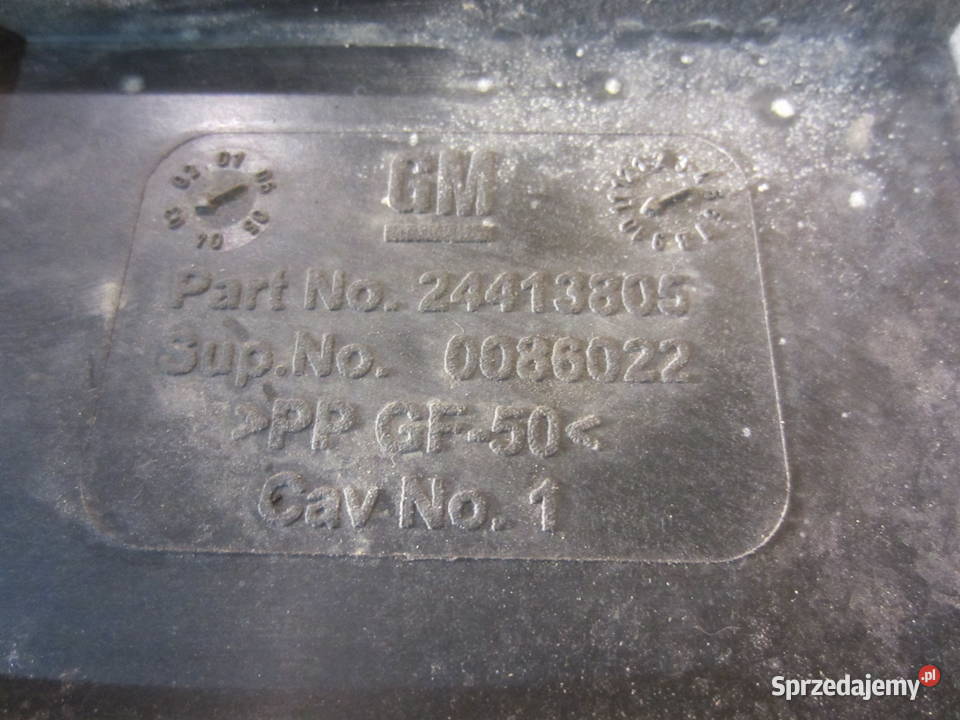 GM
Part No. 24413805
Sup.No. 0086022
>PP GF-50<
Cav-No. 1
Sprzedajemy.pl